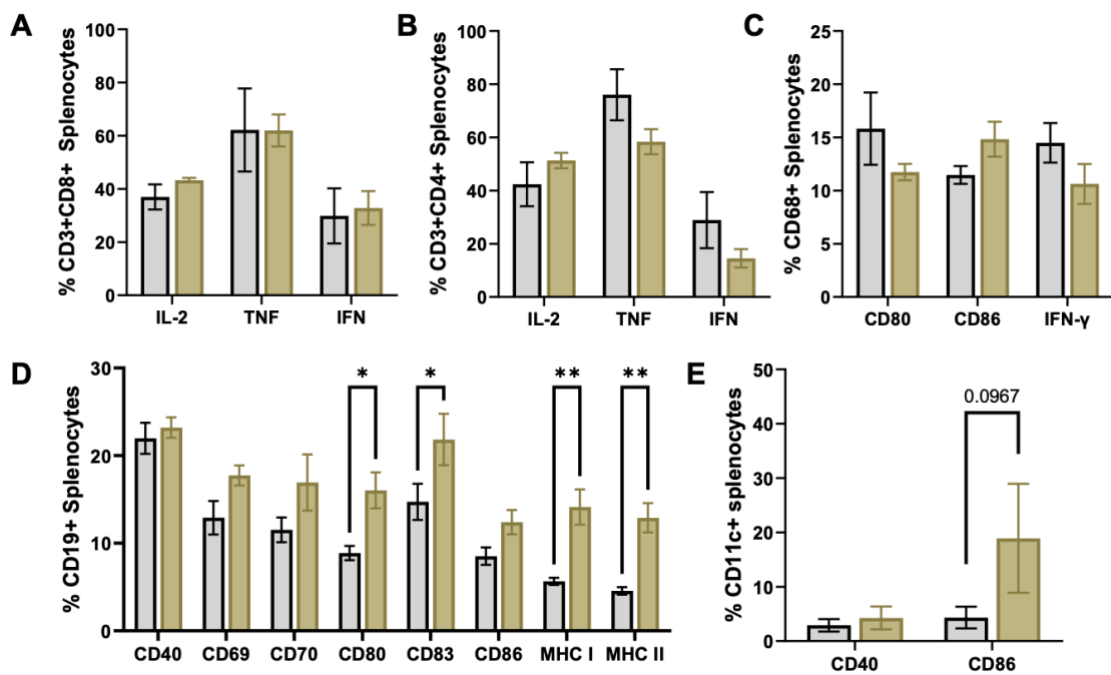 A
% CD3+CD8+ Splenocytes
100
80
60
40
20
0
IL-2 TNF IFN
B
% CD3+CD4+ Splenocytes
100
80
60
40
20
0
IL-2 TNF IFN
C
% CD68+ Splenocytes
25
20
15
10
5
0
CD80 CD86 IFN-γ
D
% CD19+ Splenocytes
30
20
10
0
* * ** **
CD40 CD69 CD70 CD80 CD83 CD86 MHC I MHC II
E
% CD11c+ splenocytes
50
40
30
20
10
0
0.0967
CD40 CD86